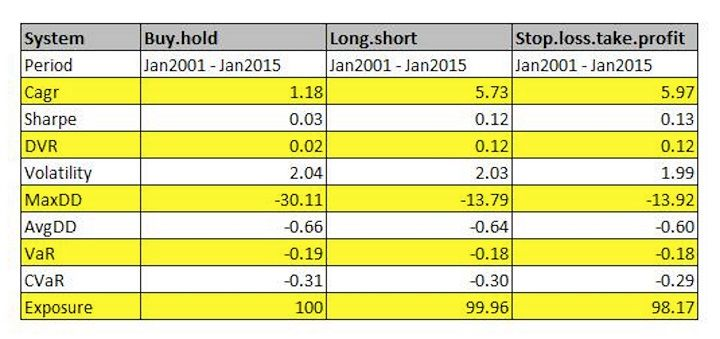 System Buy.hold Long.short Stop.loss.take.profit
Period Jan2001 - Jan2015 Jan2001 - Jan2015 Jan2001 - Jan2015
Cagr 1.18 5.73 5.97
Sharpe 0.03 0.12 0.13
DVR 0.02 0.12 0.12
Volatility 2.04 2.03 1.99
MaxDD -30.11 -13.79 -13.92
AvgDD -0.66 -0.64 -0.60
VaR -0.19 -0.18 -0.18
CVaR -0.31 -0.30 -0.29
Exposure 100 99.96 98.17